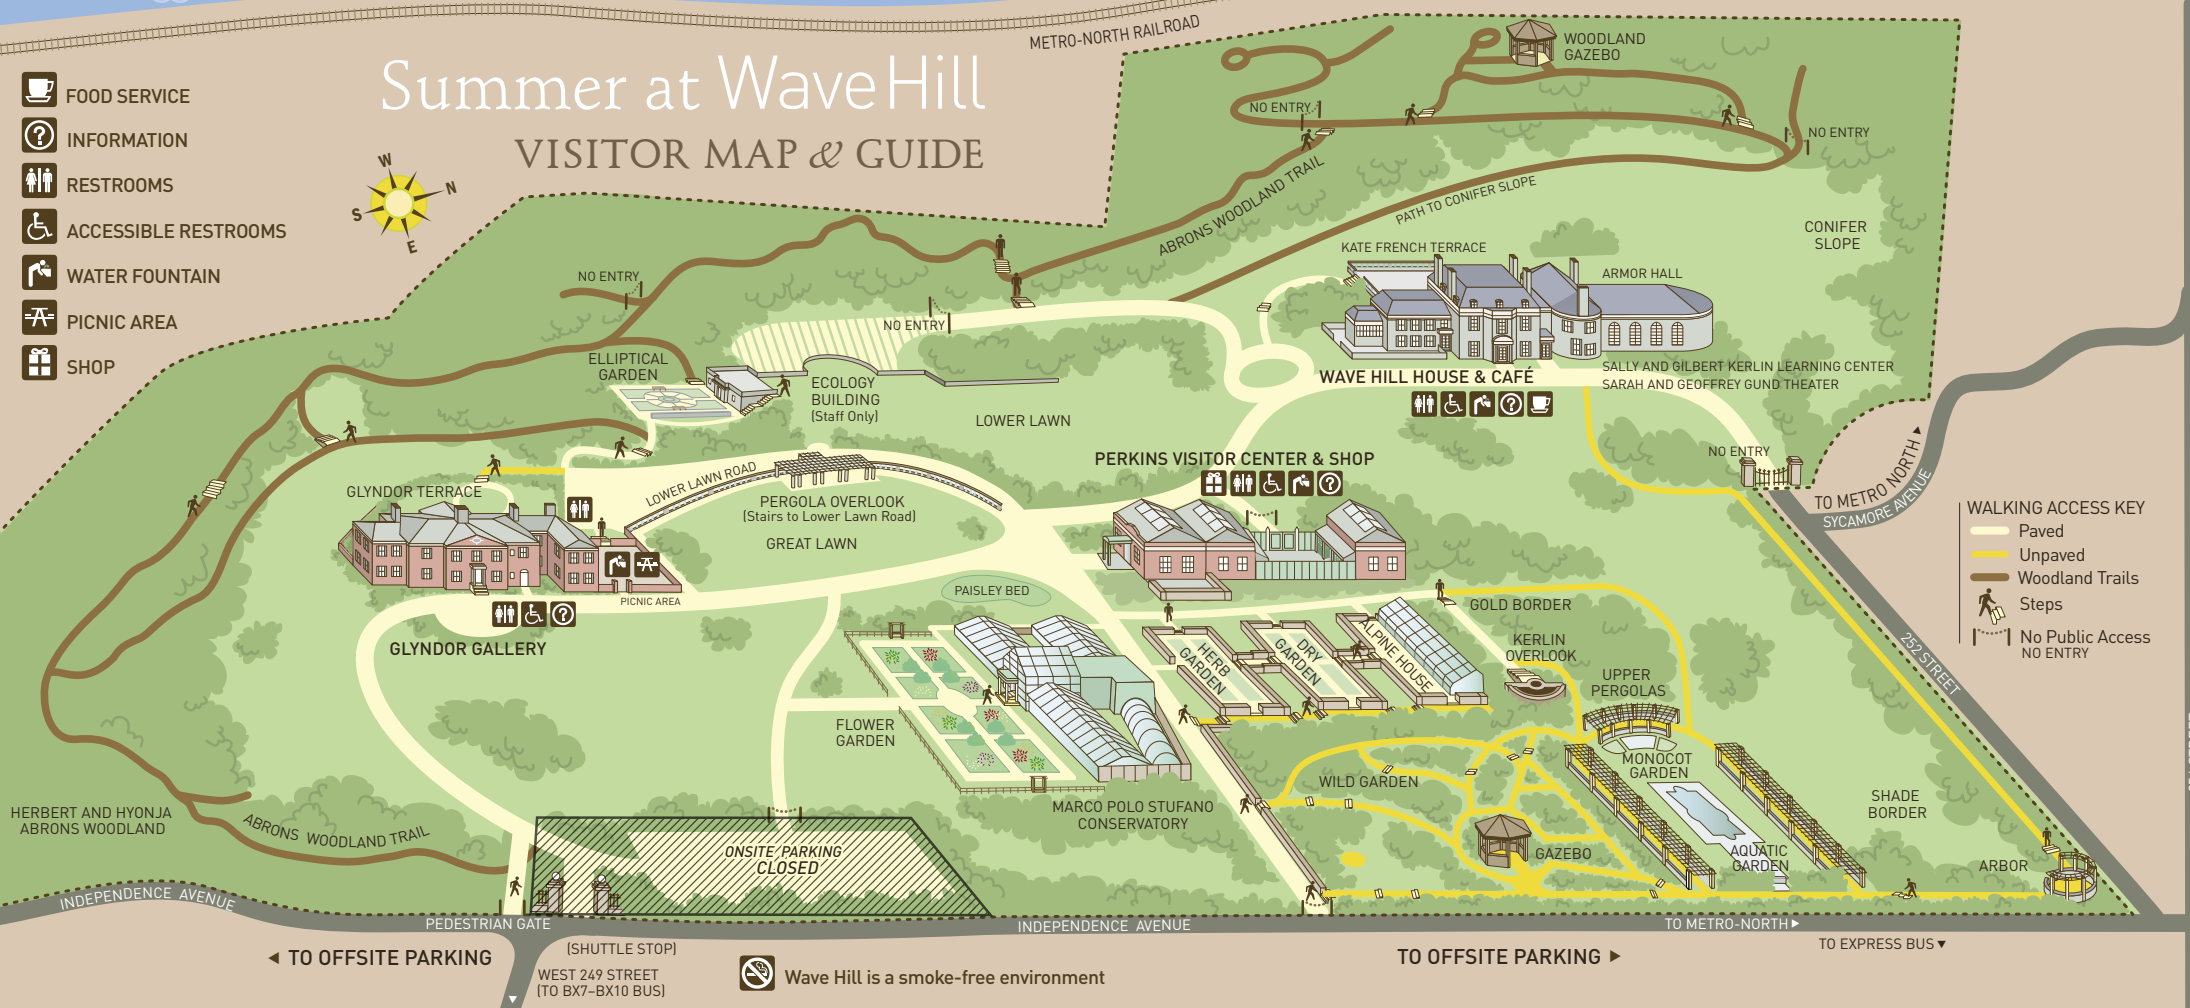 METRO-NORTH RAILROAD
Summer at Wave Hill
VISITOR MAP & GUIDE
FOOD SERVICE
INFORMATION
RESTROOMS
ACCESSIBLE RESTROOMS
WATER FOUNTAIN
PICNIC AREA
SHOP
W
N
S
E
WOODLAND
GAZEBO
NO ENTRY
NO ENTRY
ABRONS WOODLAND TRAIL
PATH TO CONIFER SLOPE
CONIFER
SLOPE
KATE FRENCH TERRACE
ARMOR HALL
NO ENTRY
NO ENTRY
ELLIPTICAL
GARDEN
ECOLOGY
BUILDING
(Staff Only)
LOWER LAWN
WAVE HILL HOUSE & CAFÉ
SALLY AND GILBERT KERLIN LEARNING CENTER
SARAH AND GEOFFREY GUND THEATER
NO ENTRY
TO METRO NORTH
SYCAMORE AVENUE
PERKINS VISITOR CENTER & SHOP
GLYNDOR TERRACE
LOWER LAWN ROAD
PERGOLA OVERLOOK
(Stairs to Lower Lawn Road)
GREAT LAWN
WALKING ACCESS KEY
Paved
Unpaved
Woodland Trails
Steps
No Public Access
NO ENTRY
PICNIC AREA
PAISLEY BED
GLYNDOR GALLERY
GOLD BORDER
KERLIN
OVERLOOK
HERB
GARDEN
DRY
GARDEN
ALPINE HOUSE
UPPER
PERGOLAS
252 STREET
FLOWER
GARDEN
MONOCOT
GARDEN
WILD GARDEN
MARCO POLO STUFANO
CONSERVATORY
SHADE
BORDER
HERBERT AND HYONJA
ABRONS WOODLAND
ABRONS WOODLAND TRAIL
ONSITE PARKING
CLOSED
GAZEBO
AQUATIC
GARDEN
ARBOR
INDEPENDENCE AVENUE
PEDESTRIAN GATE
INDEPENDENCE AVENUE
TO METRO-NORTH
TO OFFSITE PARKING
(SHUTTLE STOP)
WEST 249 STREET
(TO BX7–BX10 BUS)
Wave Hill is a smoke-free environment
TO OFFSITE PARKING
TO EXPRESS BUS